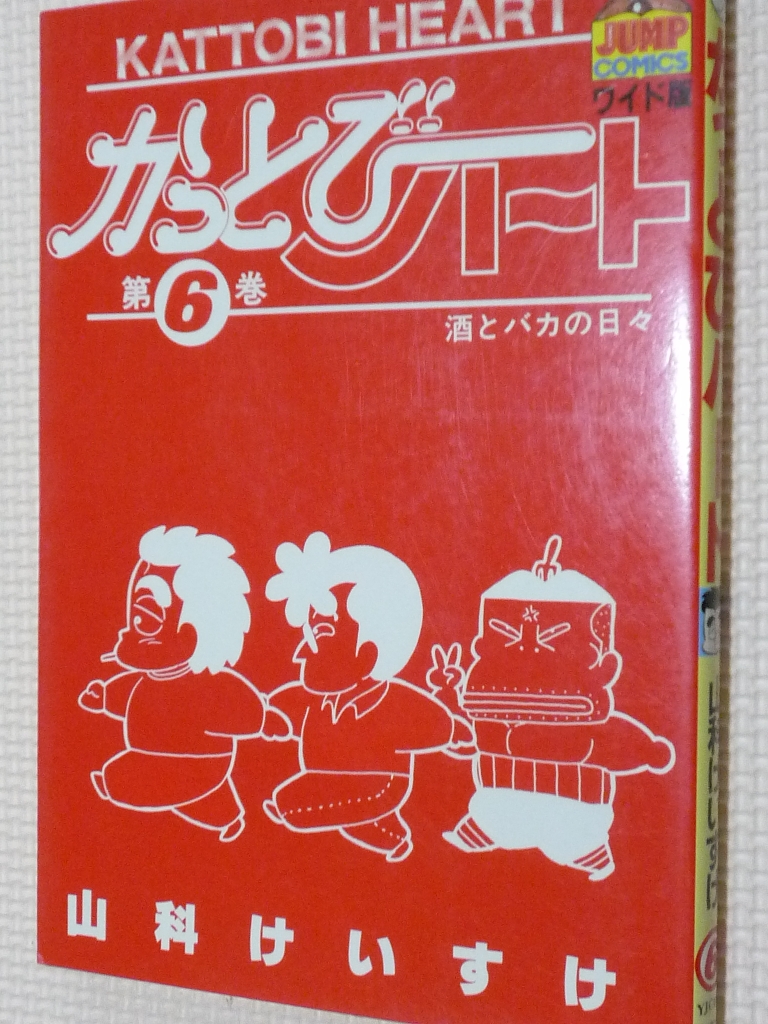 KATTOBI HEART
JUMP
COMICS
ワイド版
かっとびハート
第6巻
酒とバカの日々
山科けいすけ